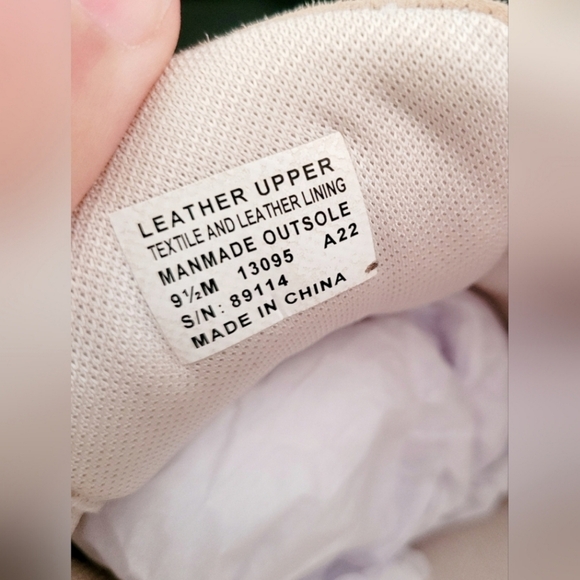 LEATHER UPPER
TEXTILE AND LEATHER LINING
MANMADE OUTSOLE
9½M 13095 A22
S/N: 89114
MADE IN CHINA